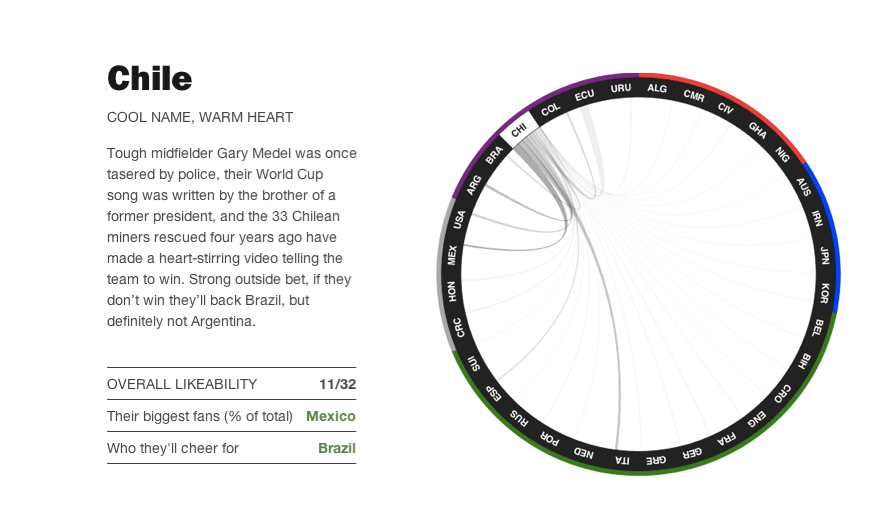 Chile
COOL NAME, WARM HEART
Tough midfielder Gary Medel was once
tasered by police, their World Cup
song was written by the brother of a
former president, and the 33 Chilean
miners rescued four years ago have
made a heart-stirring video telling the
team to win. Strong outside bet, if they
don’t win they’ll back Brazil, but
definitely not Argentina.
OVERALL LIKEABILITY 11/32
Their biggest fans (% of total) Mexico
Who they'll cheer for Brazil
CHI
COL
ECU
URU
ALG
CMR
CIV
GHA
NIG
AUS
IRN
JPN
KOR
BEL
BIH
CRO
ENG
FRA
GER
GRE
ITA
NED
POR
RUS
ESP
SUI
CRC
HON
MEX
USA
ARG
BRA